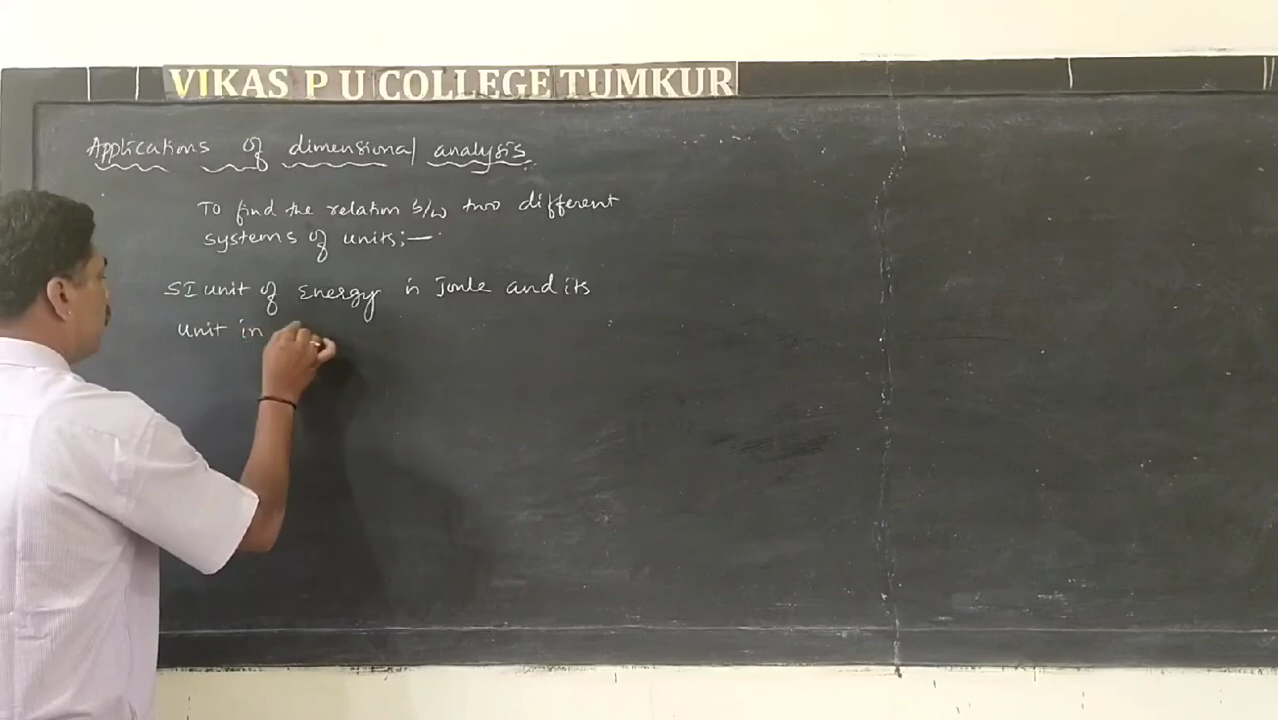 VIKAS P U COLLEGE TUMKUR
Applications of dimensional analysis
To find the relation b/w two different
systems of units;—
SI unit of Energy is Joule and its
unit in